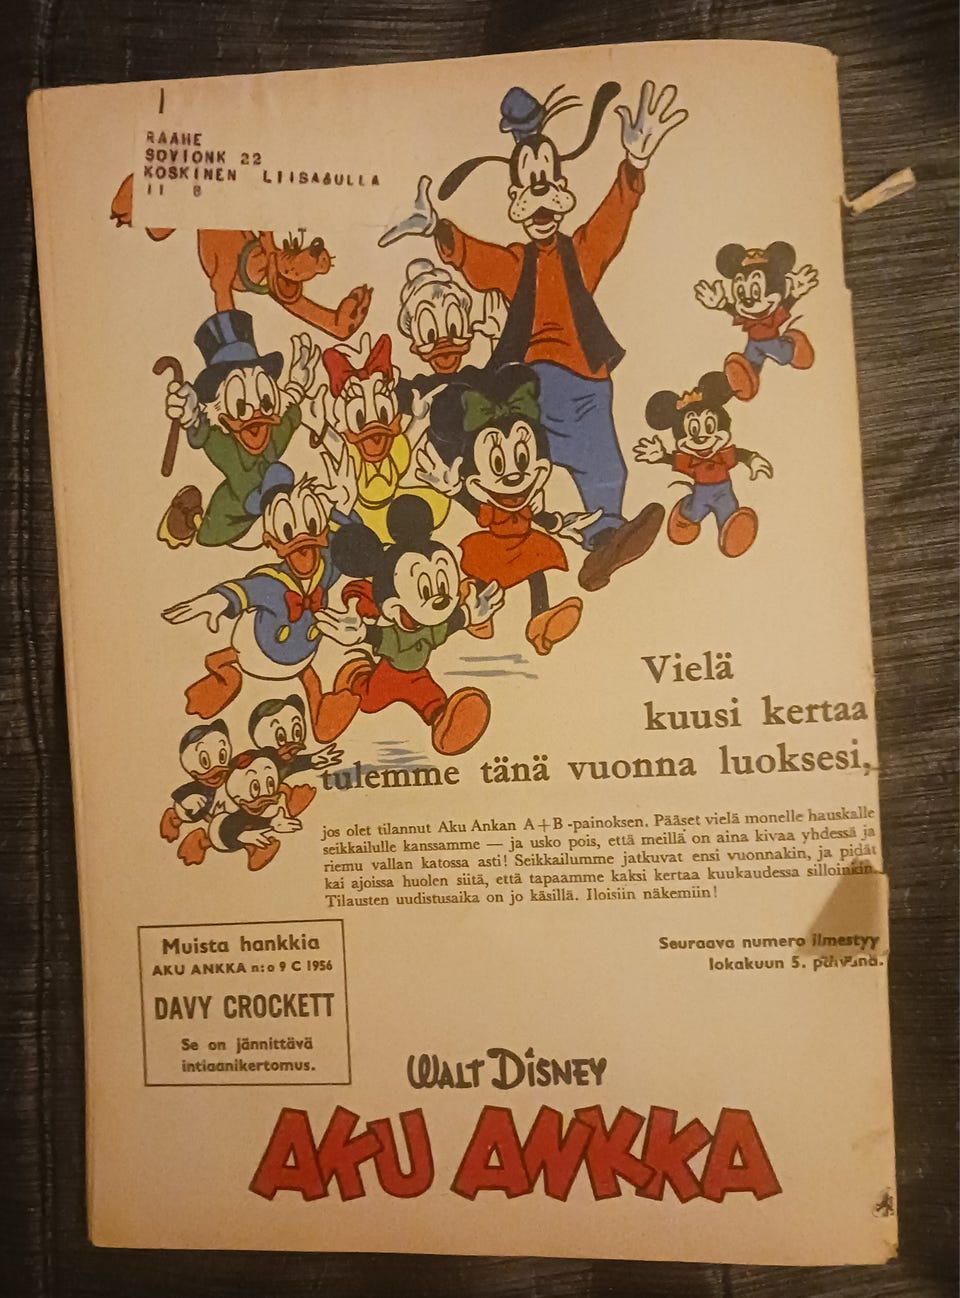 RAAHE
SOVIONK 22
KOSKINEN LIISAGULLA
11 8
Vielä
kuusi kertaa
tulemme tänä vuonna luoksesi,
jos olet tilannut Aku Ankan A+B-painoksen. Pääset vielä monelle hauskalle
seikkailulle kanssamme — ja usko pois, että meillä on aina kivaa yhdessä ja
riemu vallan katossa asti! Seikkailumme jatkuvat ensi vuonnakin, ja pidät
kai ajoissa huolen siitä, että tapaamme kaksi kertaa kuukaudessa silloinkin.
Tilausten uudistusaika on jo käsillä. Iloisiin näkemiin!
Muista hankkia
AKU ANKKA n:o 9 C 1956
DAVY CROCKETT
Se on jännittävä
intiaanikertomus.
Seuraava numero ilmestyy
lokakuun 5. päivänä.
WALT DISNEY
AKU ANKKA